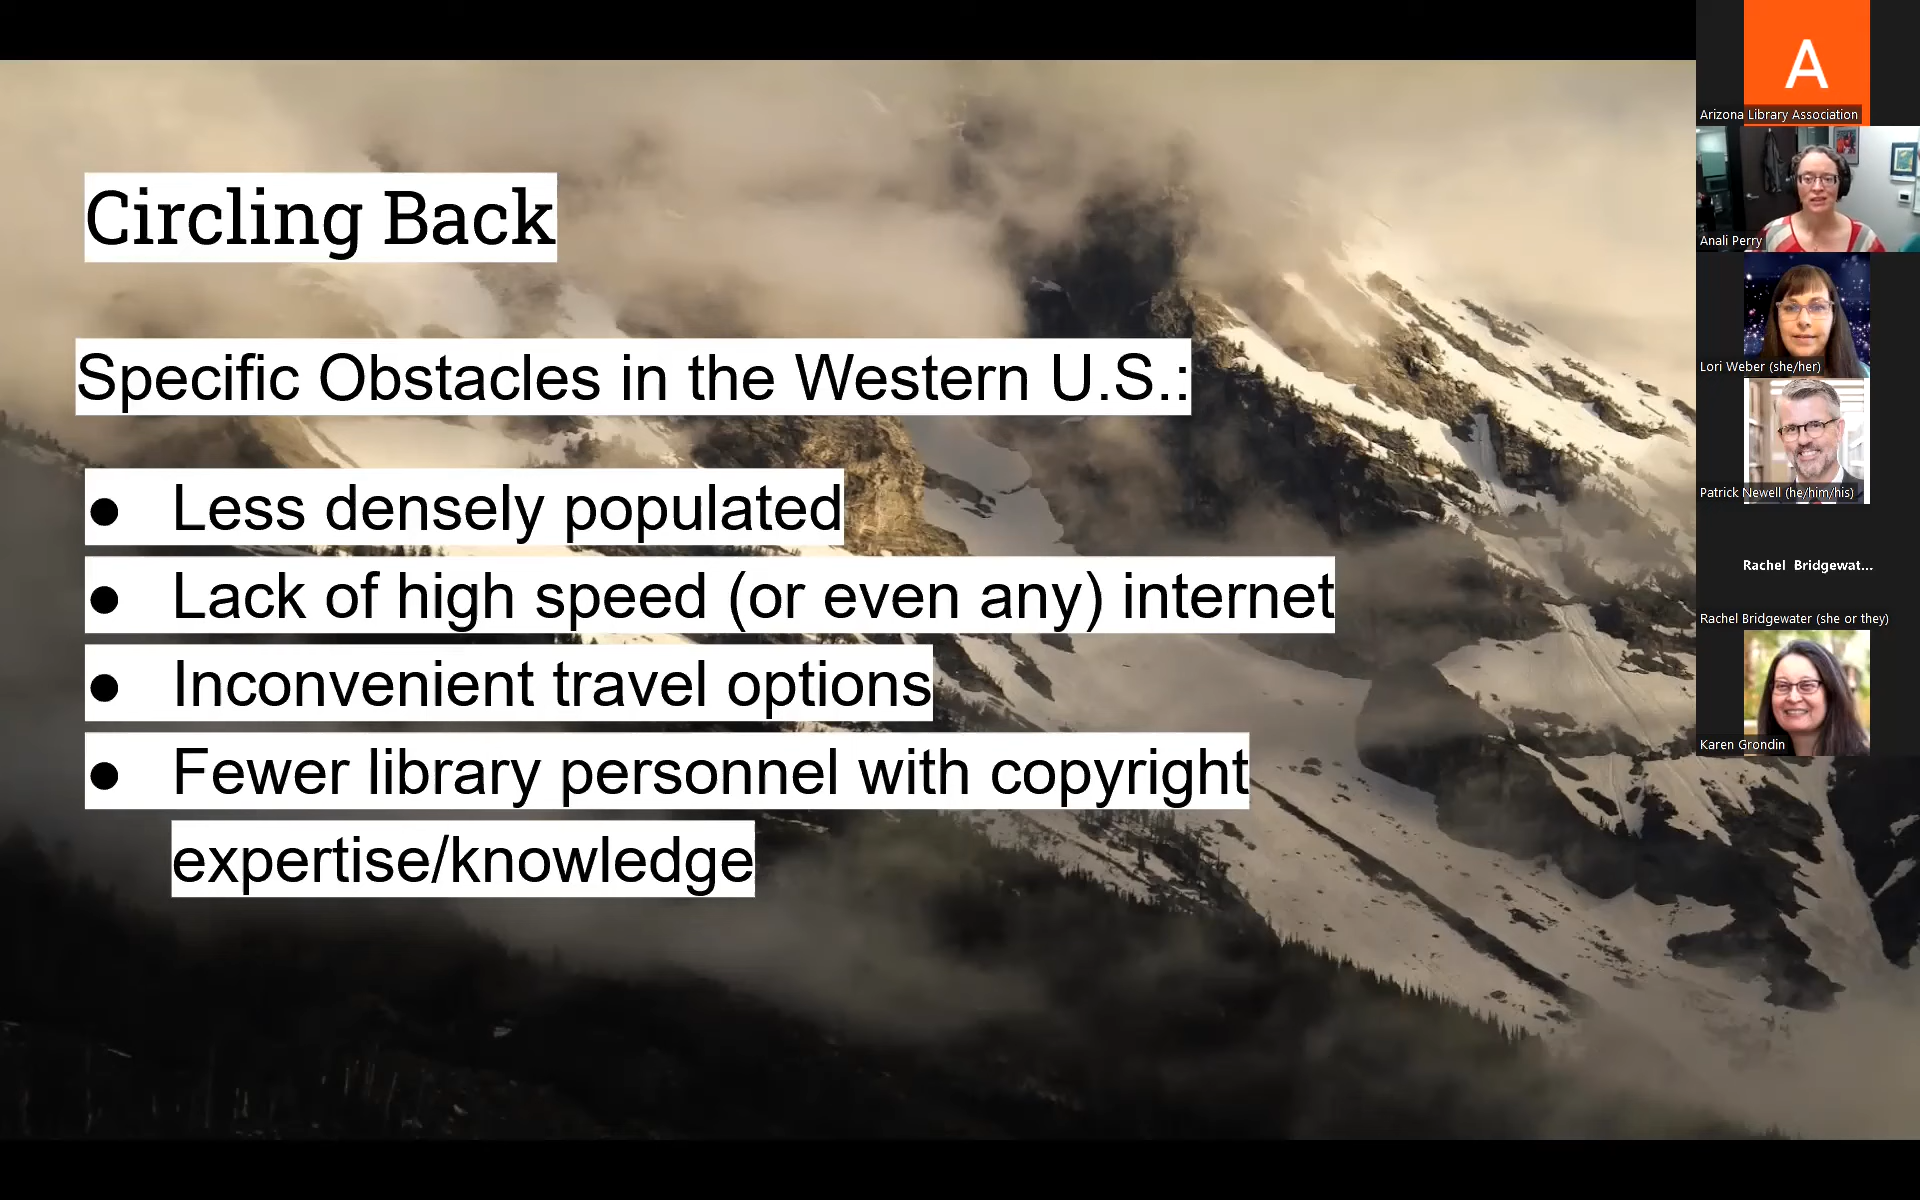 Circling Back
Specific Obstacles in the Western U.S.:
● Less densely populated
● Lack of high speed (or even any) internet
● Inconvenient travel options
● Fewer library personnel with copyright
expertise/knowledge
A
Arizona Library Association
Anali Perry
Lori Weber (she/her)
Patrick Newell (he/him/his)
Rachel Bridgewat...
Rachel Bridgewater (she or they)
Karen Grondin